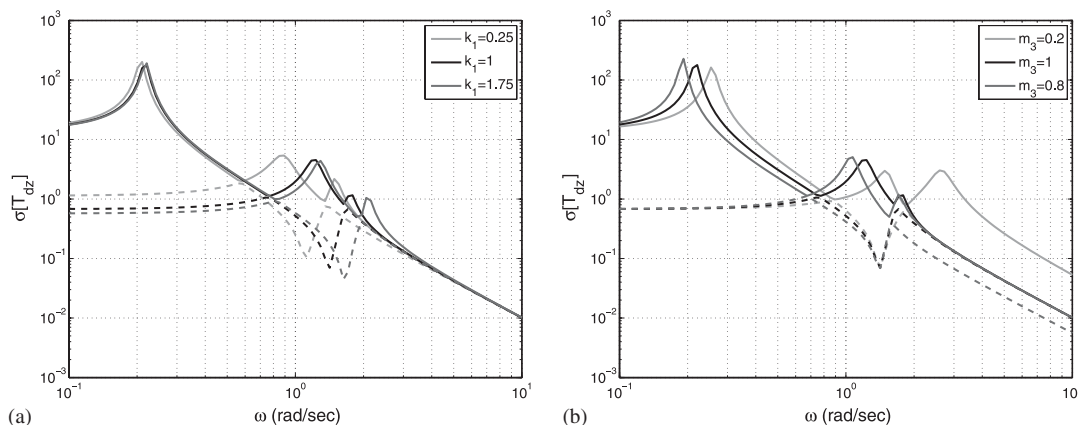 10^3
10^2
10^1
10^0
10^-1
10^-2
10^-3
σ[T_dz]
k_1=0.25
k_1=1
k_1=1.75
10^-1
10^0
10^1
ω (rad/sec)
(a)
10^3
10^2
10^1
10^0
10^-1
10^-2
10^-3
σ[T_dz]
m_3=0.2
m_3=1
m_3=0.8
10^-1
10^0
10^1
ω (rad/sec)
(b)